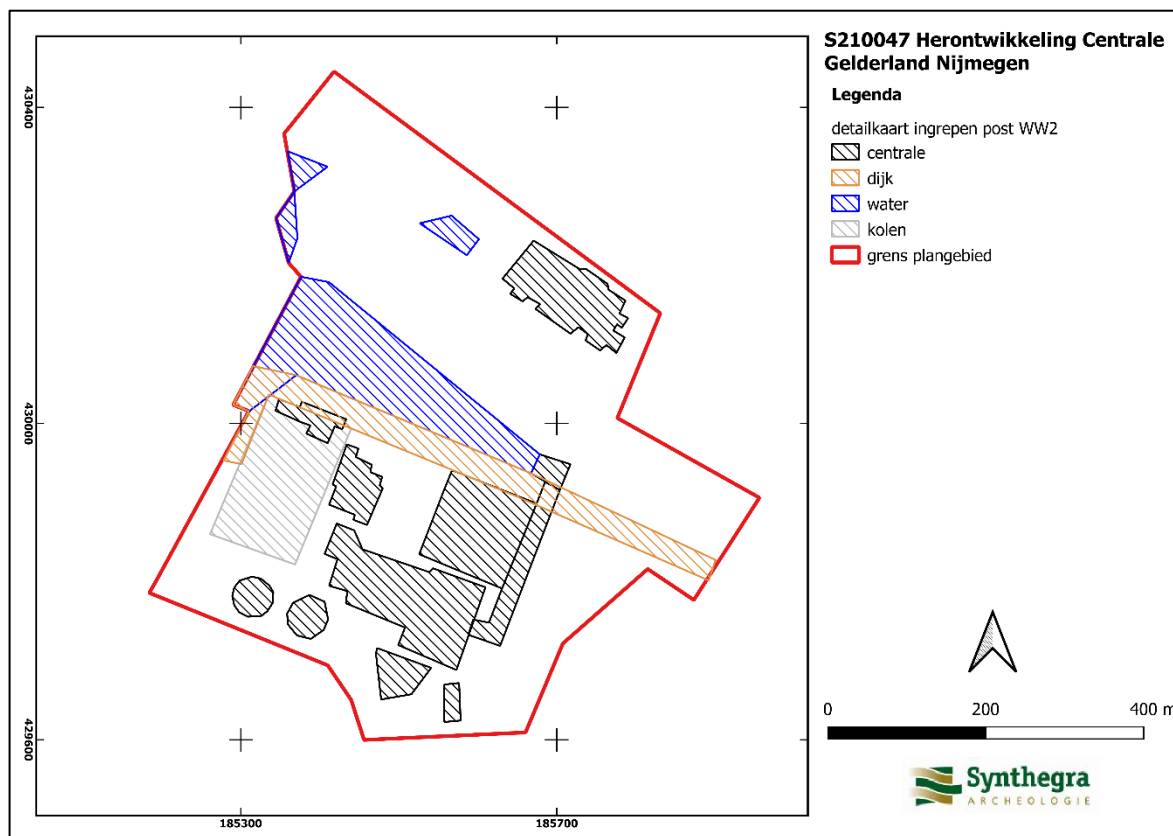 S210047 Herontwikkeling Centrale
Gelderland Nijmegen
Legenda
detailkaart ingrepen post WW2
centrale
dijk
water
kolen
grens plangebied
430400
430000
429600
185300
185700
0 200 400 m
Synthegra
ARCHEOLOGIE